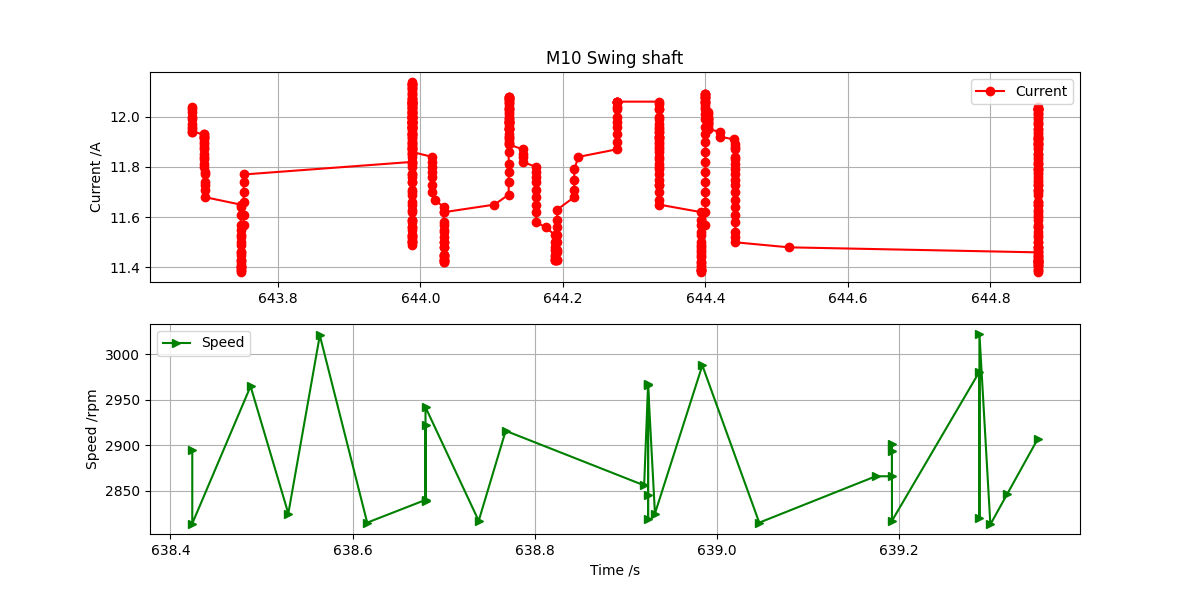 M10 Swing shaft
Current
Current /A
12.0
11.8
11.6
11.4
643.8 644.0 644.2 644.4 644.6 644.8
Speed
Speed /rpm
3000
2950
2900
2850
638.4 638.6 638.8 639.0 639.2
Time /s